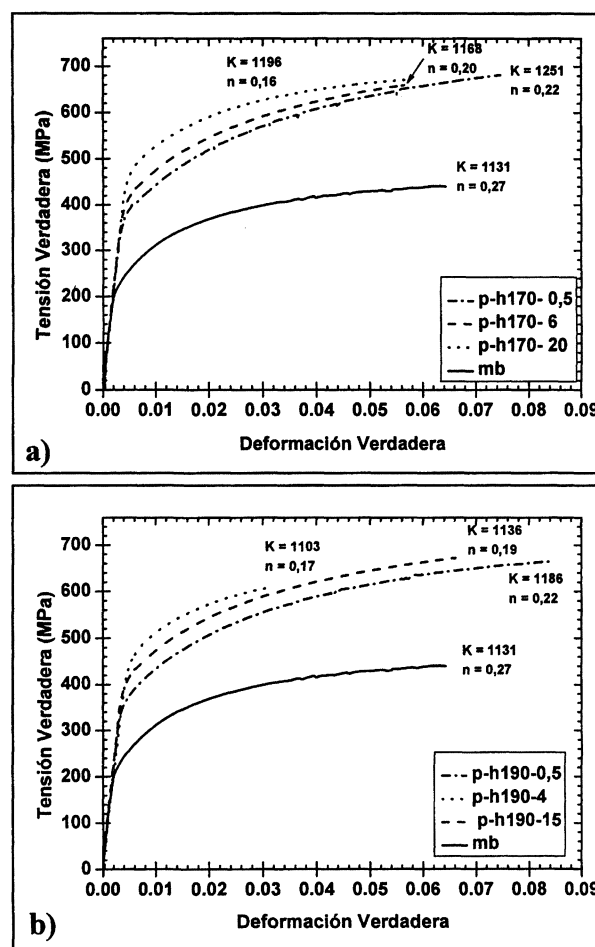 K = 1196
n = 0,16
K = 1168
n = 0,20
K = 1251
n = 0,22
K = 1131
n = 0,27
Tensión Verdadera (MPa)
700
600
500
400
300
200
100
0
p-h170- 0,5
p-h170- 6
p-h170- 20
mb
0.00 0.01 0.02 0.03 0.04 0.05 0.06 0.07 0.08 0.09
Deformación Verdadera
a)
K = 1103
n = 0,17
K = 1136
n = 0,19
K = 1186
n = 0,22
K = 1131
n = 0,27
Tensión Verdadera (MPa)
700
600
500
400
300
200
100
0
p-h190-0,5
p-h190-4
p-h190-15
mb
0.00 0.01 0.02 0.03 0.04 0.05 0.06 0.07 0.08 0.09
Deformación Verdadera
b)